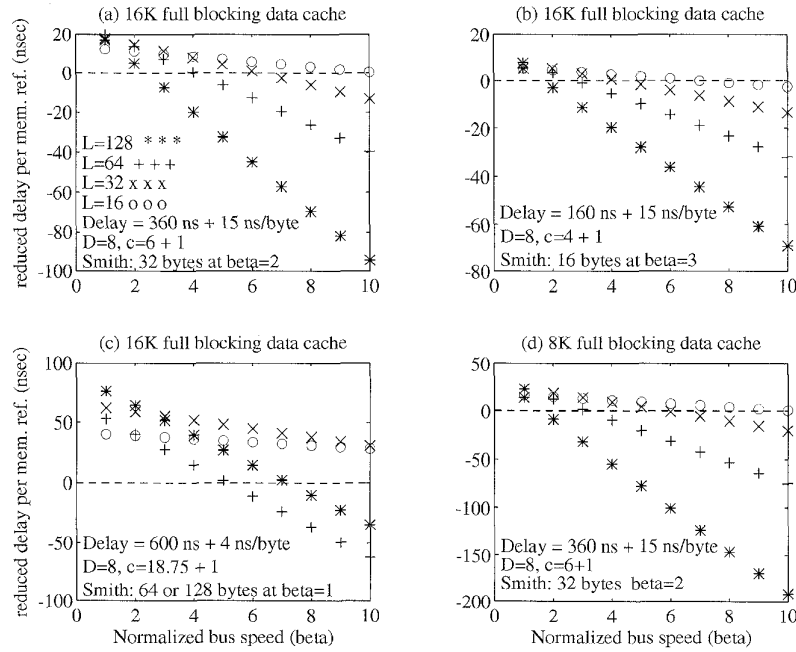 (a) 16K full blocking data cache
reduced delay per mem. ref. (nsec)
20
0
-20
-40
-60
-80
-100
L=128 * * *
L=64 + + +
L=32 x x x
L=16 o o o
Delay = 360 ns + 15 ns/byte
D=8, c=6 + 1
Smith: 32 bytes at beta=2
0 2 4 6 8 10
(b) 16K full blocking data cache
20
0
-20
-40
-60
-80
Delay = 160 ns + 15 ns/byte
D=8, c=4 + 1
Smith: 16 bytes at beta=3
0 2 4 6 8 10
(c) 16K full blocking data cache
reduced delay per mem. ref. (nsec)
100
50
0
-50
-100
Delay = 600 ns + 4 ns/byte
D=8, c=18.75 + 1
Smith: 64 or 128 bytes at beta=1
0 2 4 6 8 10
Normalized bus speed (beta)
(d) 8K full blocking data cache
50
0
-50
-100
-150
-200
Delay = 360 ns + 15 ns/byte
D=8, c=6+1
Smith: 32 bytes beta=2
0 2 4 6 8 10
Normalized bus speed (beta)